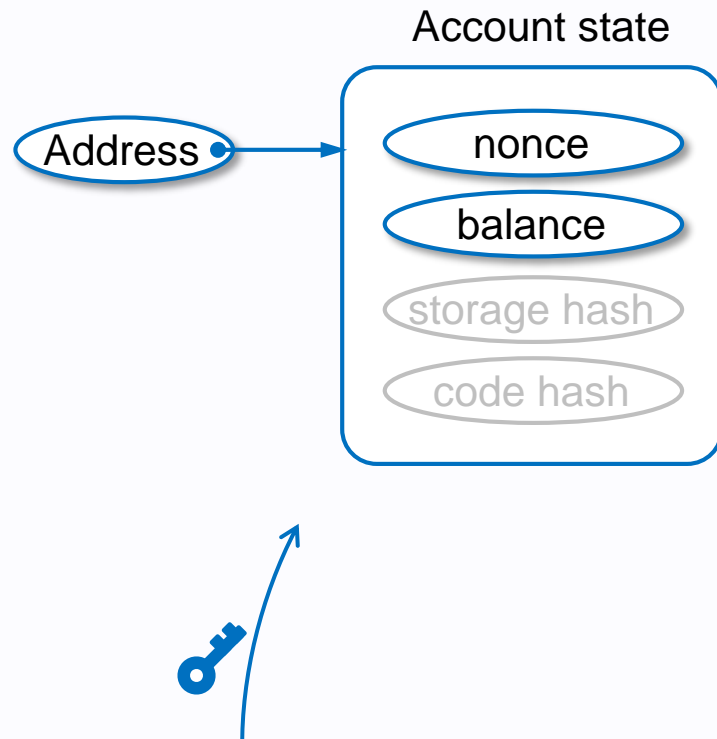 Account state
Address
nonce
balance
storage hash
code hash